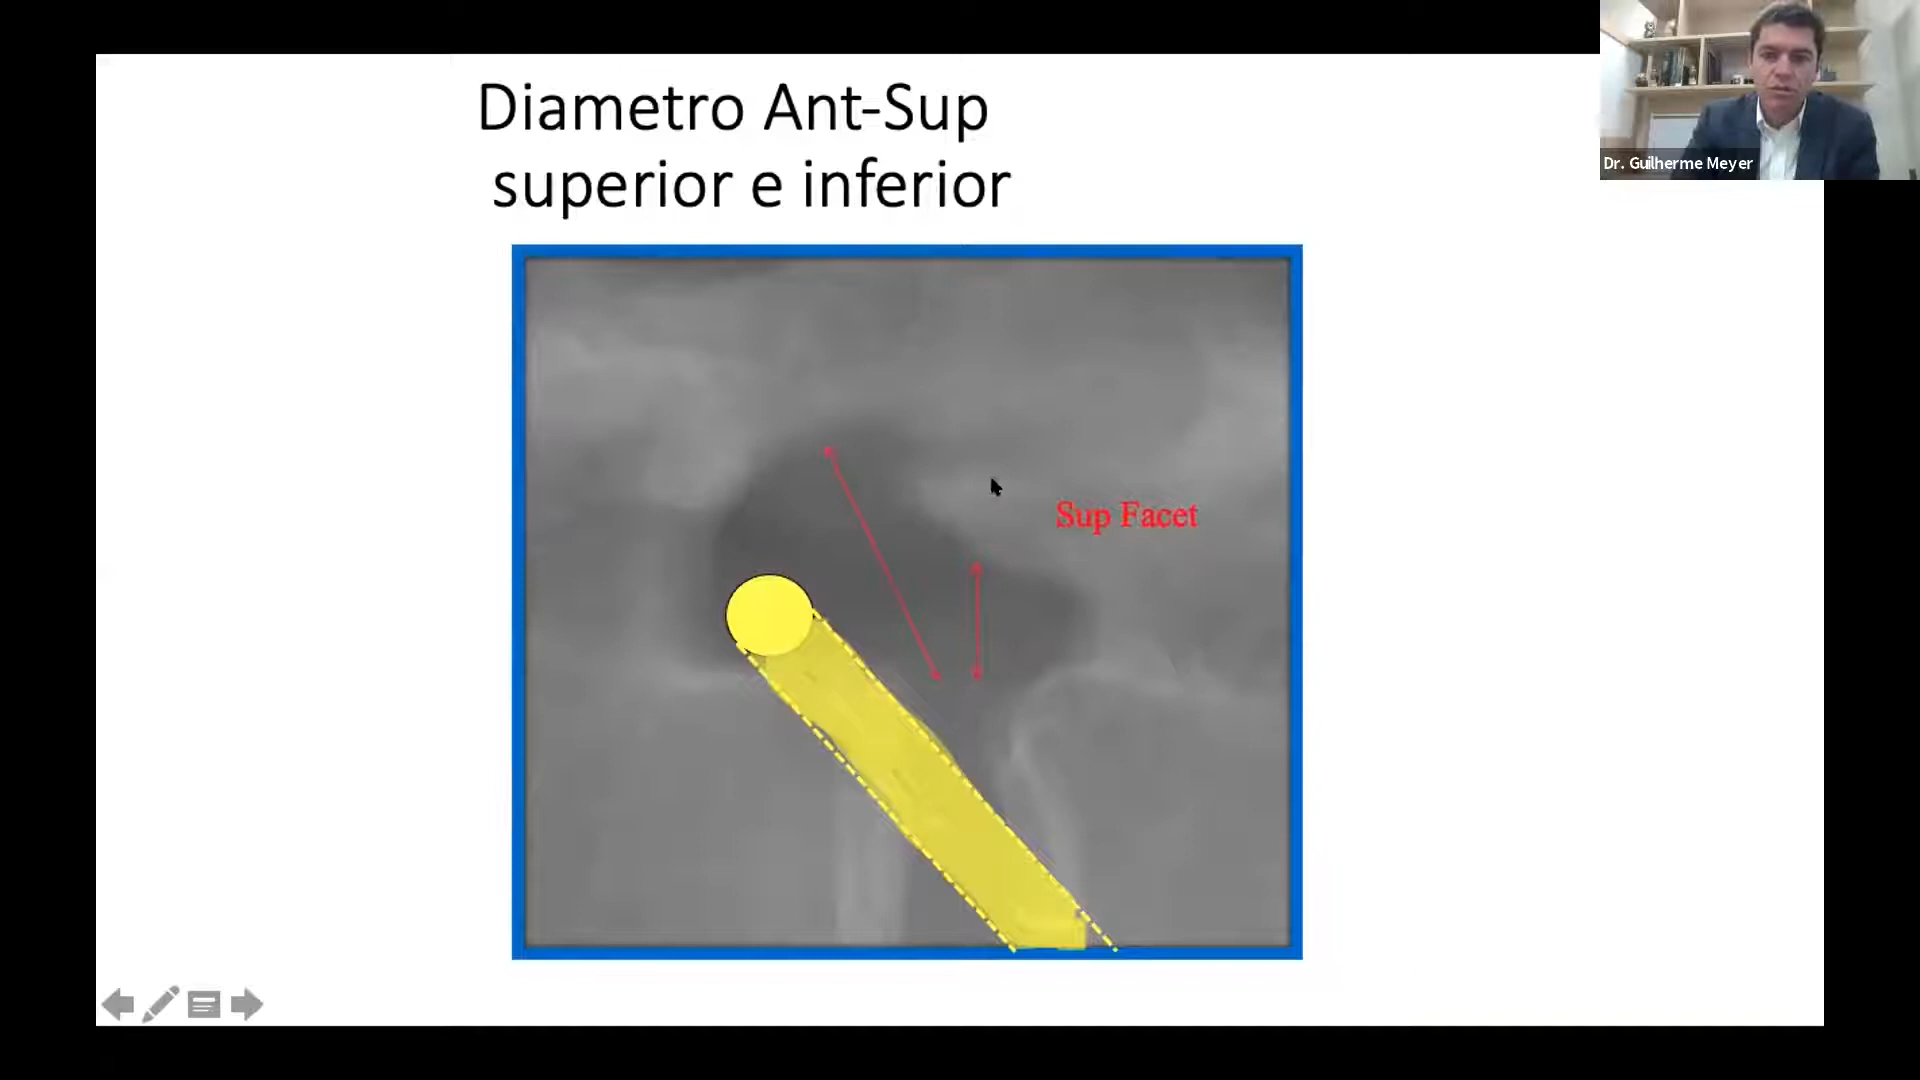 Diametro Ant-Sup
superior e inferior
Dr. Guilherme Meyer
Sup Facet